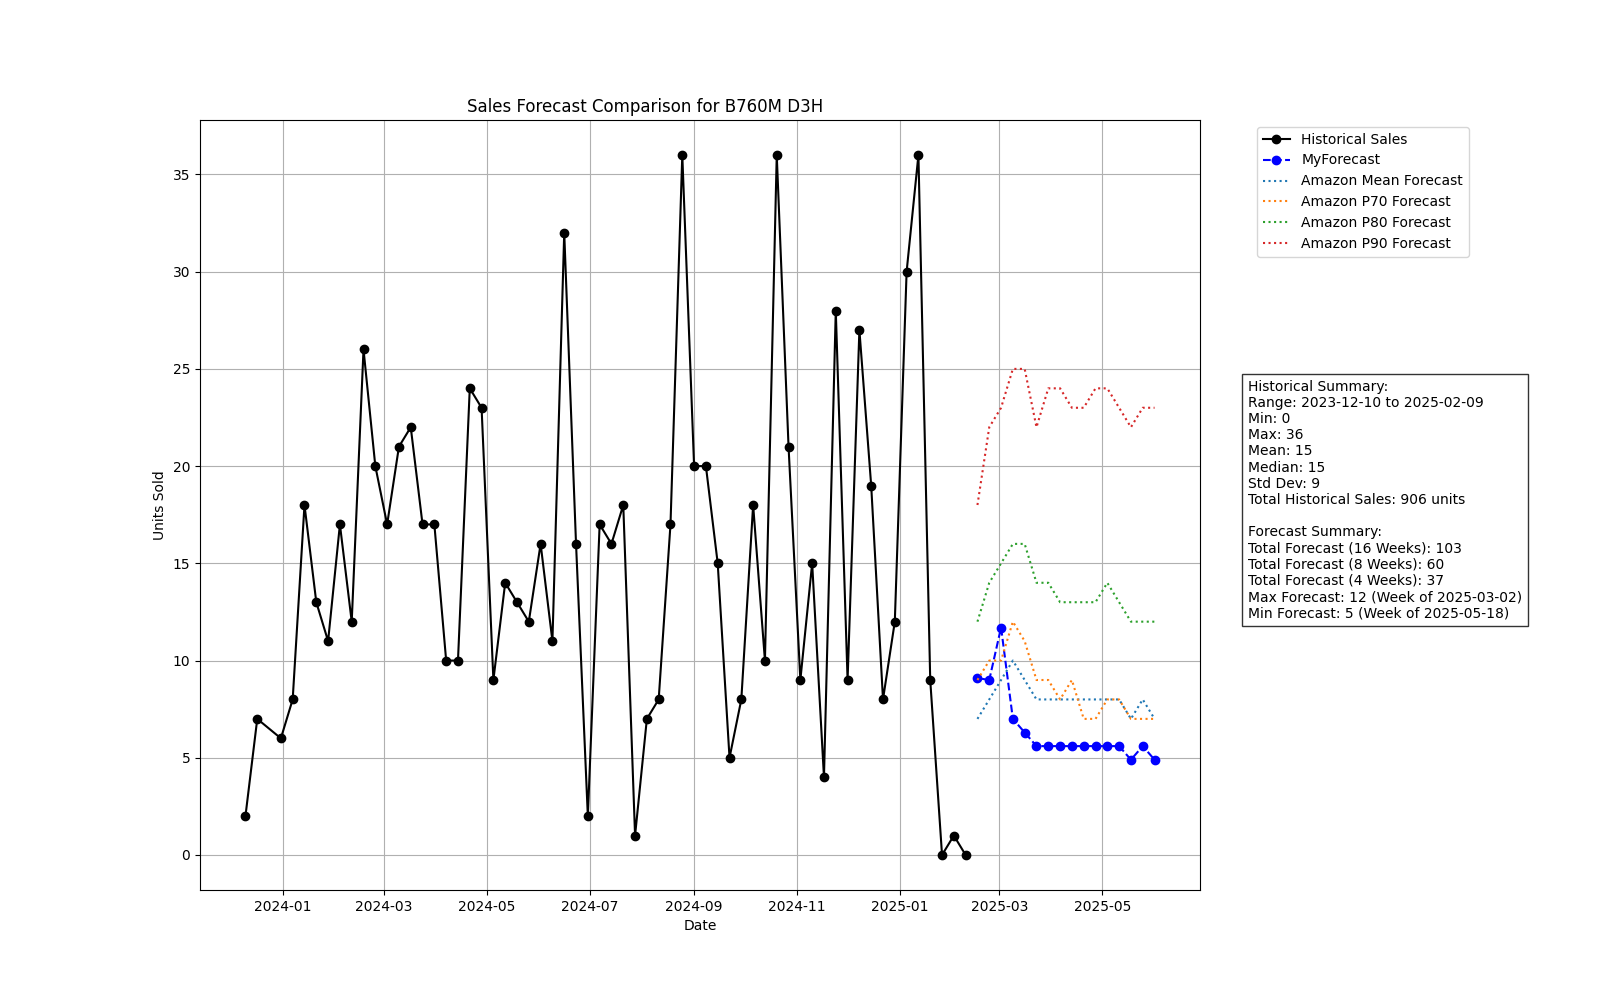 Sales Forecast Comparison for B760M D3H
Historical Sales
MyForecast
Amazon Mean Forecast
Amazon P70 Forecast
Amazon P80 Forecast
Amazon P90 Forecast
35
30
25
20
15
10
5
0
Units Sold
2024-01
2024-03
2024-05
2024-07
2024-09
2024-11
2025-01
2025-03
2025-05
Date
Historical Summary:
Range: 2023-12-10 to 2025-02-09
Min: 0
Max: 36
Mean: 15
Median: 15
Std Dev: 9
Total Historical Sales: 906 units
Forecast Summary:
Total Forecast (16 Weeks): 103
Total Forecast (8 Weeks): 60
Total Forecast (4 Weeks): 37
Max Forecast: 12 (Week of 2025-03-02)
Min Forecast: 5 (Week of 2025-05-18)